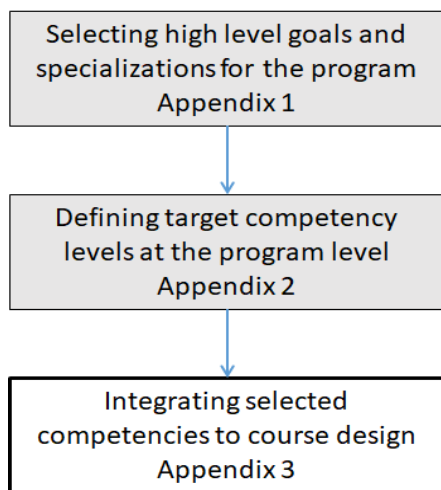 Selecting high level goals and
specializations for the program
Appendix 1
Defining target competency
levels at the program level
Appendix 2
Integrating selected
competencies to course design
Appendix 3